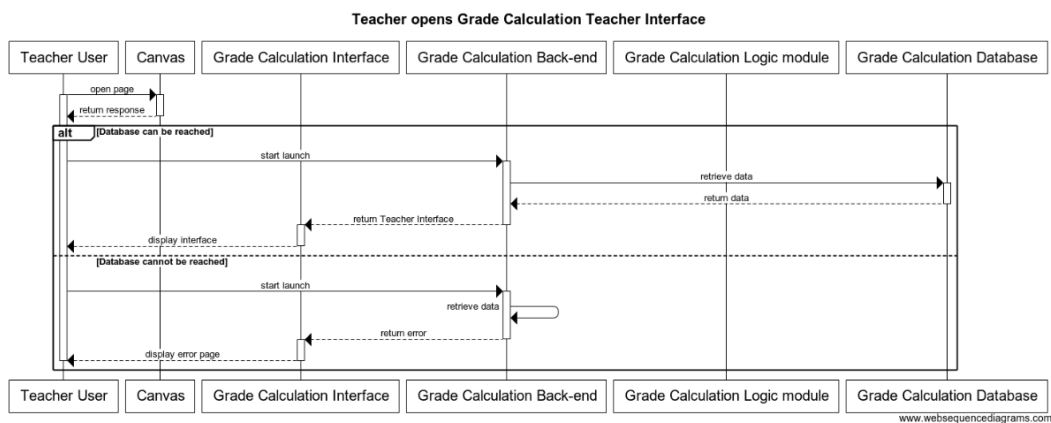 Teacher opens Grade Calculation Teacher Interface
Teacher User Canvas Grade Calculation Interface Grade Calculation Back-end Grade Calculation Logic module Grade Calculation Database
open page
return response
alt [Database can be reached]
start launch
retrieve data
return data
return Teacher Interface
display interface
[Database cannot be reached]
start launch
retrieve data
return error
display error page
Teacher User Canvas Grade Calculation Interface Grade Calculation Back-end Grade Calculation Logic module Grade Calculation Database
www.websequencediagrams.com